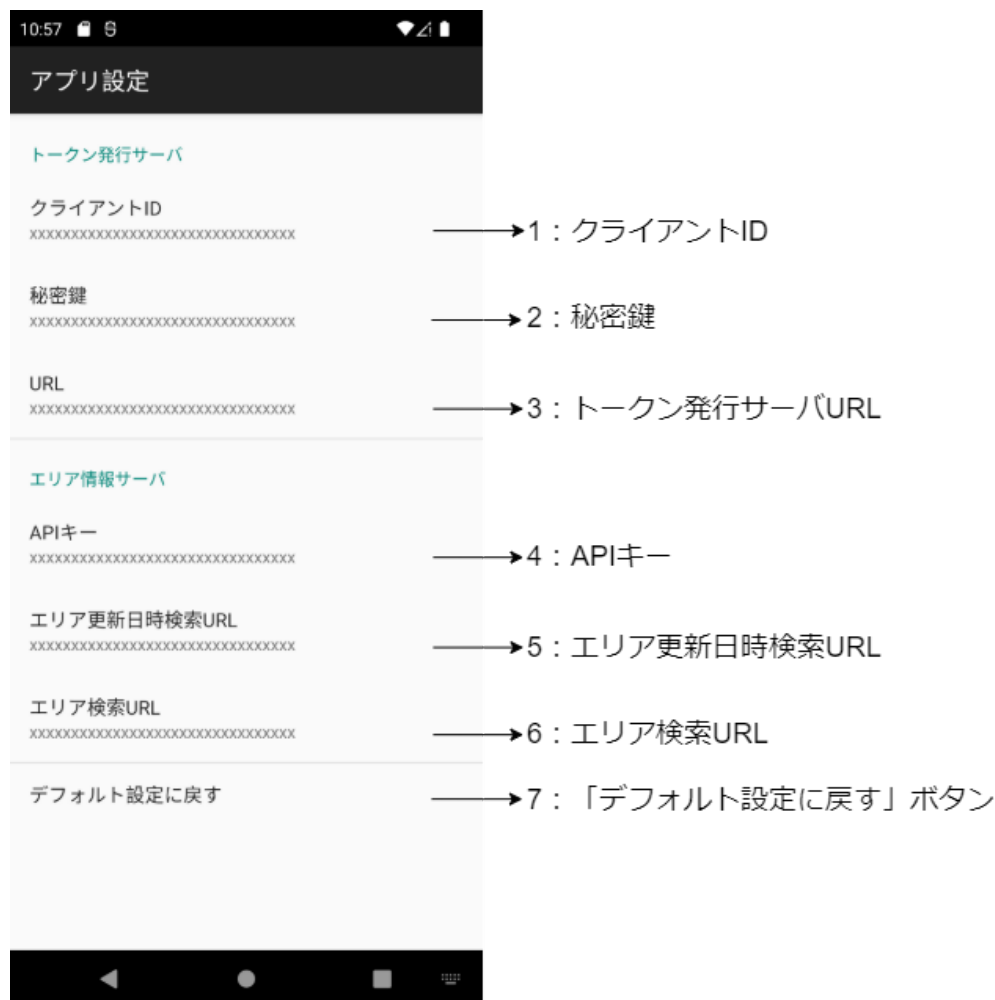 10:57
アプリ設定
トークン発行サーバ
クライアントID
xxxxxxxxxxxxxxxxxxxxxxxxxxxxxxxx
1：クライアントID
秘密鍵
xxxxxxxxxxxxxxxxxxxxxxxxxxxxxxxx
2：秘密鍵
URL
xxxxxxxxxxxxxxxxxxxxxxxxxxxxxxxx
3：トークン発行サーバURL
エリア情報サーバ
APIキー
xxxxxxxxxxxxxxxxxxxxxxxxxxxxxxxx
4：APIキー
エリア更新日時検索URL
xxxxxxxxxxxxxxxxxxxxxxxxxxxxxxxx
5：エリア更新日時検索URL
エリア検索URL
xxxxxxxxxxxxxxxxxxxxxxxxxxxxxxxx
6：エリア検索URL
デフォルト設定に戻す
7：「デフォルト設定に戻す」ボタン